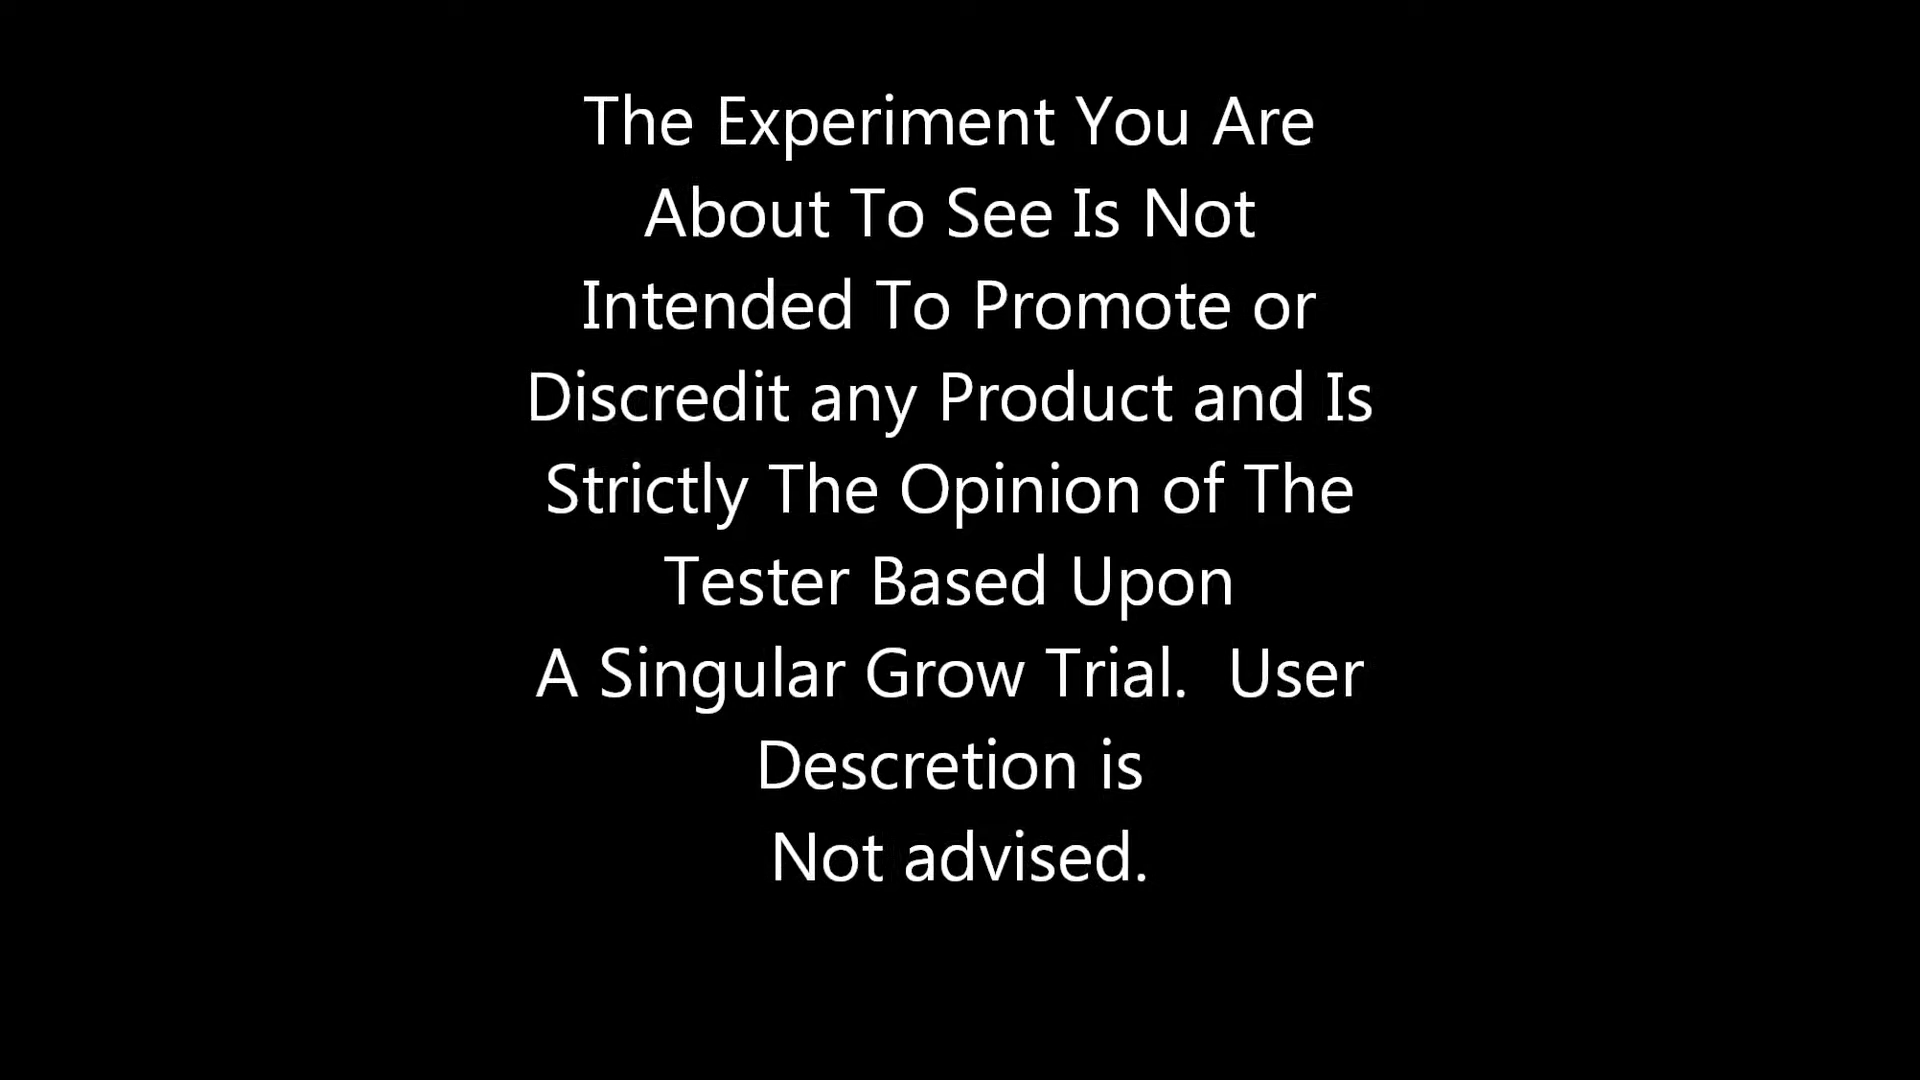 The Experiment You Are
About To See Is Not
Intended To Promote or
Discredit any Product and Is
Strictly The Opinion of The
Tester Based Upon
A Singular Grow Trial.  User
Descretion is
Not advised.